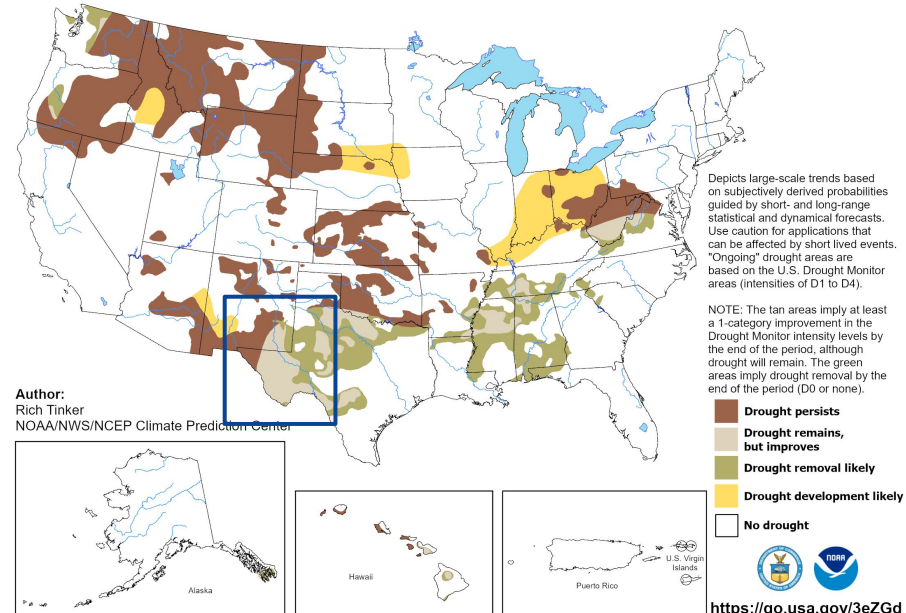 Depicts large-scale trends based
on subjectively derived probabilities
guided by short- and long-range
statistical and dynamical forecasts.
Use caution for applications that
can be affected by short lived events.
"Ongoing" drought areas are
based on the U.S. Drought Monitor
areas (intensities of D1 to D4).
NOTE: The tan areas imply at least
a 1-category improvement in the
Drought Monitor intensity levels by
the end of the period, although
drought will remain. The green
areas imply drought removal by the
end of the period (D0 or none).
Author:
Rich Tinker
NOAA/NWS/NCEP Climate Prediction Center
Drought persists
Drought remains,
but improves
Drought removal likely
Drought development likely
No drought
Alaska
Hawaii
Puerto Rico
U.S. Virgin
Islands
NOAA
https://go.usa.gov/3eZGd